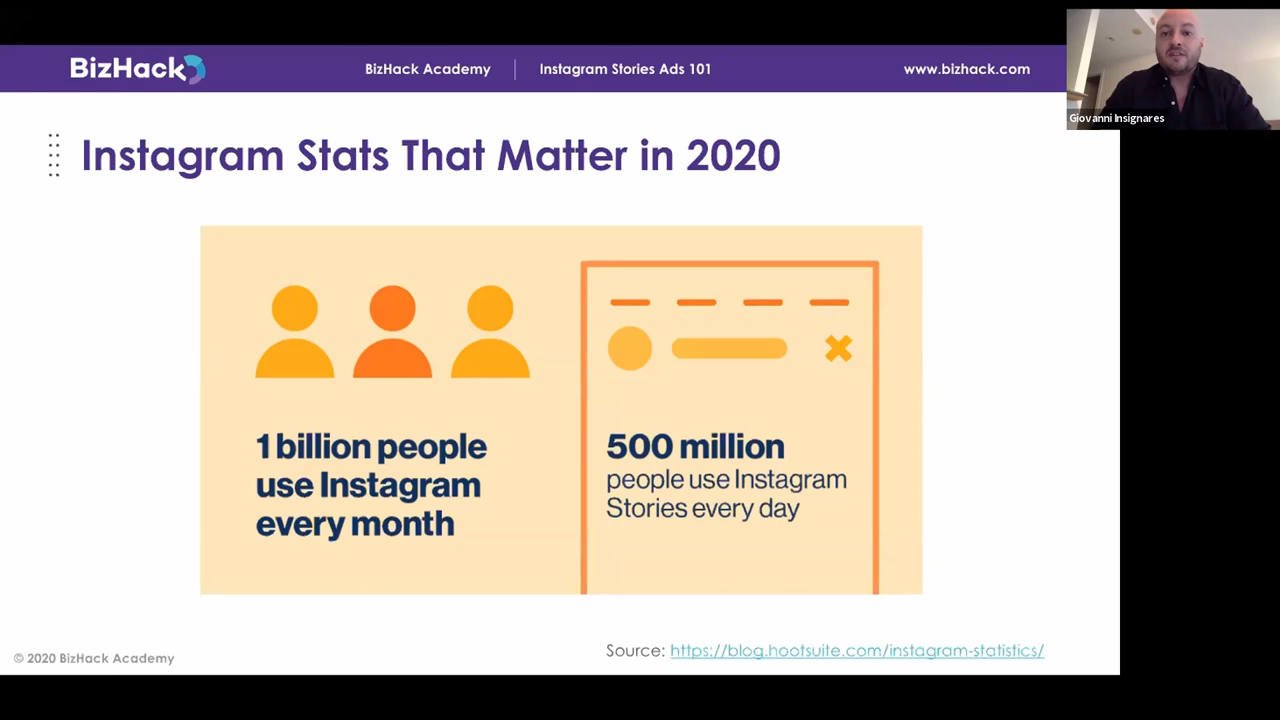 BizHack
BizHack Academy
Instagram Stories Ads 101
www.bizhack.com
Giovanni Insignares
Instagram Stats That Matter in 2020
1 billion people
use Instagram
every month
500 million
people use Instagram
Stories every day
Source: https://blog.hootsuite.com/instagram-statistics/
© 2020 BizHack Academy